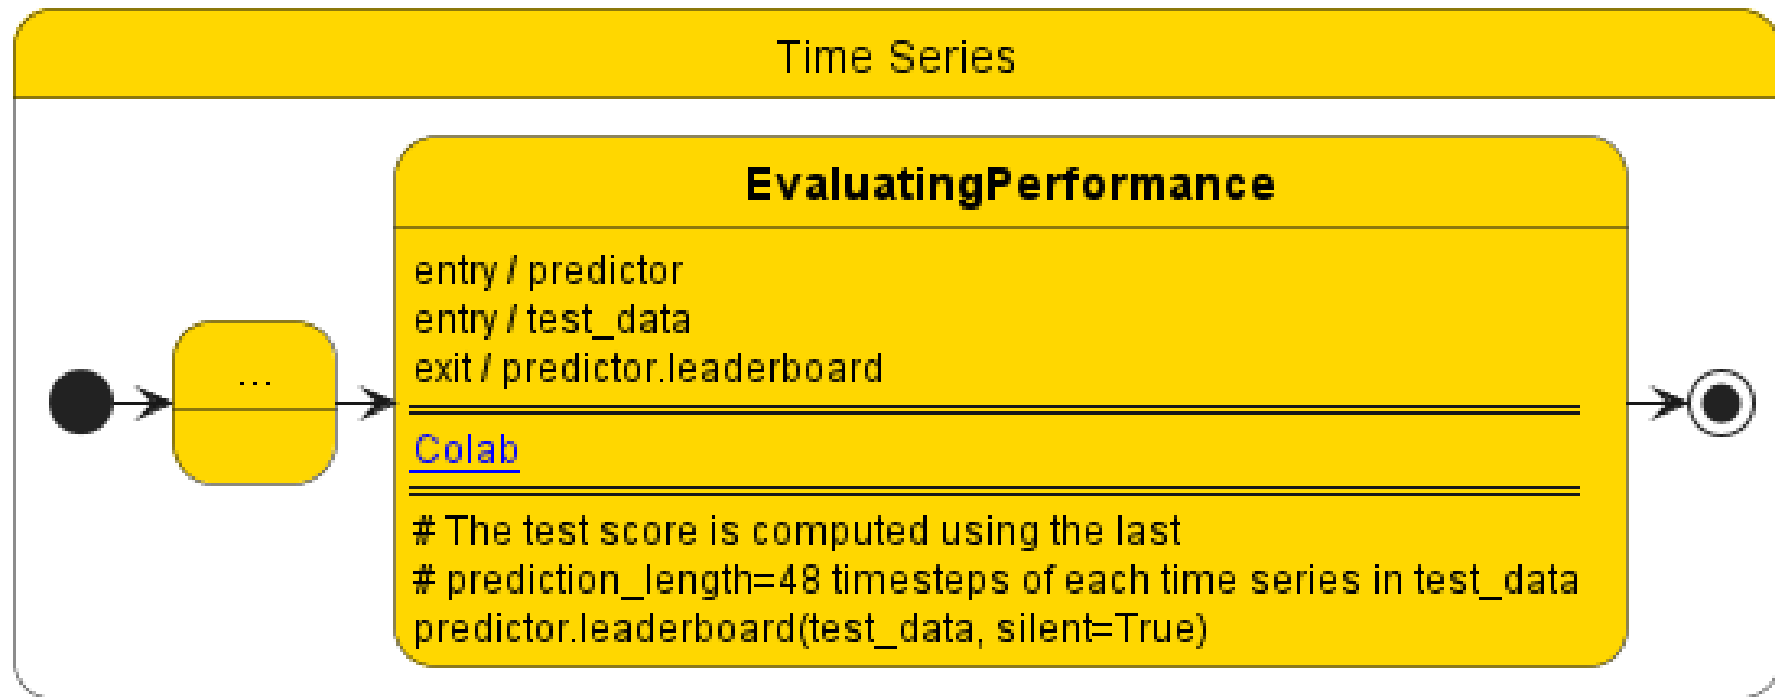 Time Series
...
EvaluatingPerformance
entry / predictor
entry / test_data
exit / predictor.leaderboard
Colab
# The test score is computed using the last
# prediction_length=48 timesteps of each time series in test_data
predictor.leaderboard(test_data, silent=True)